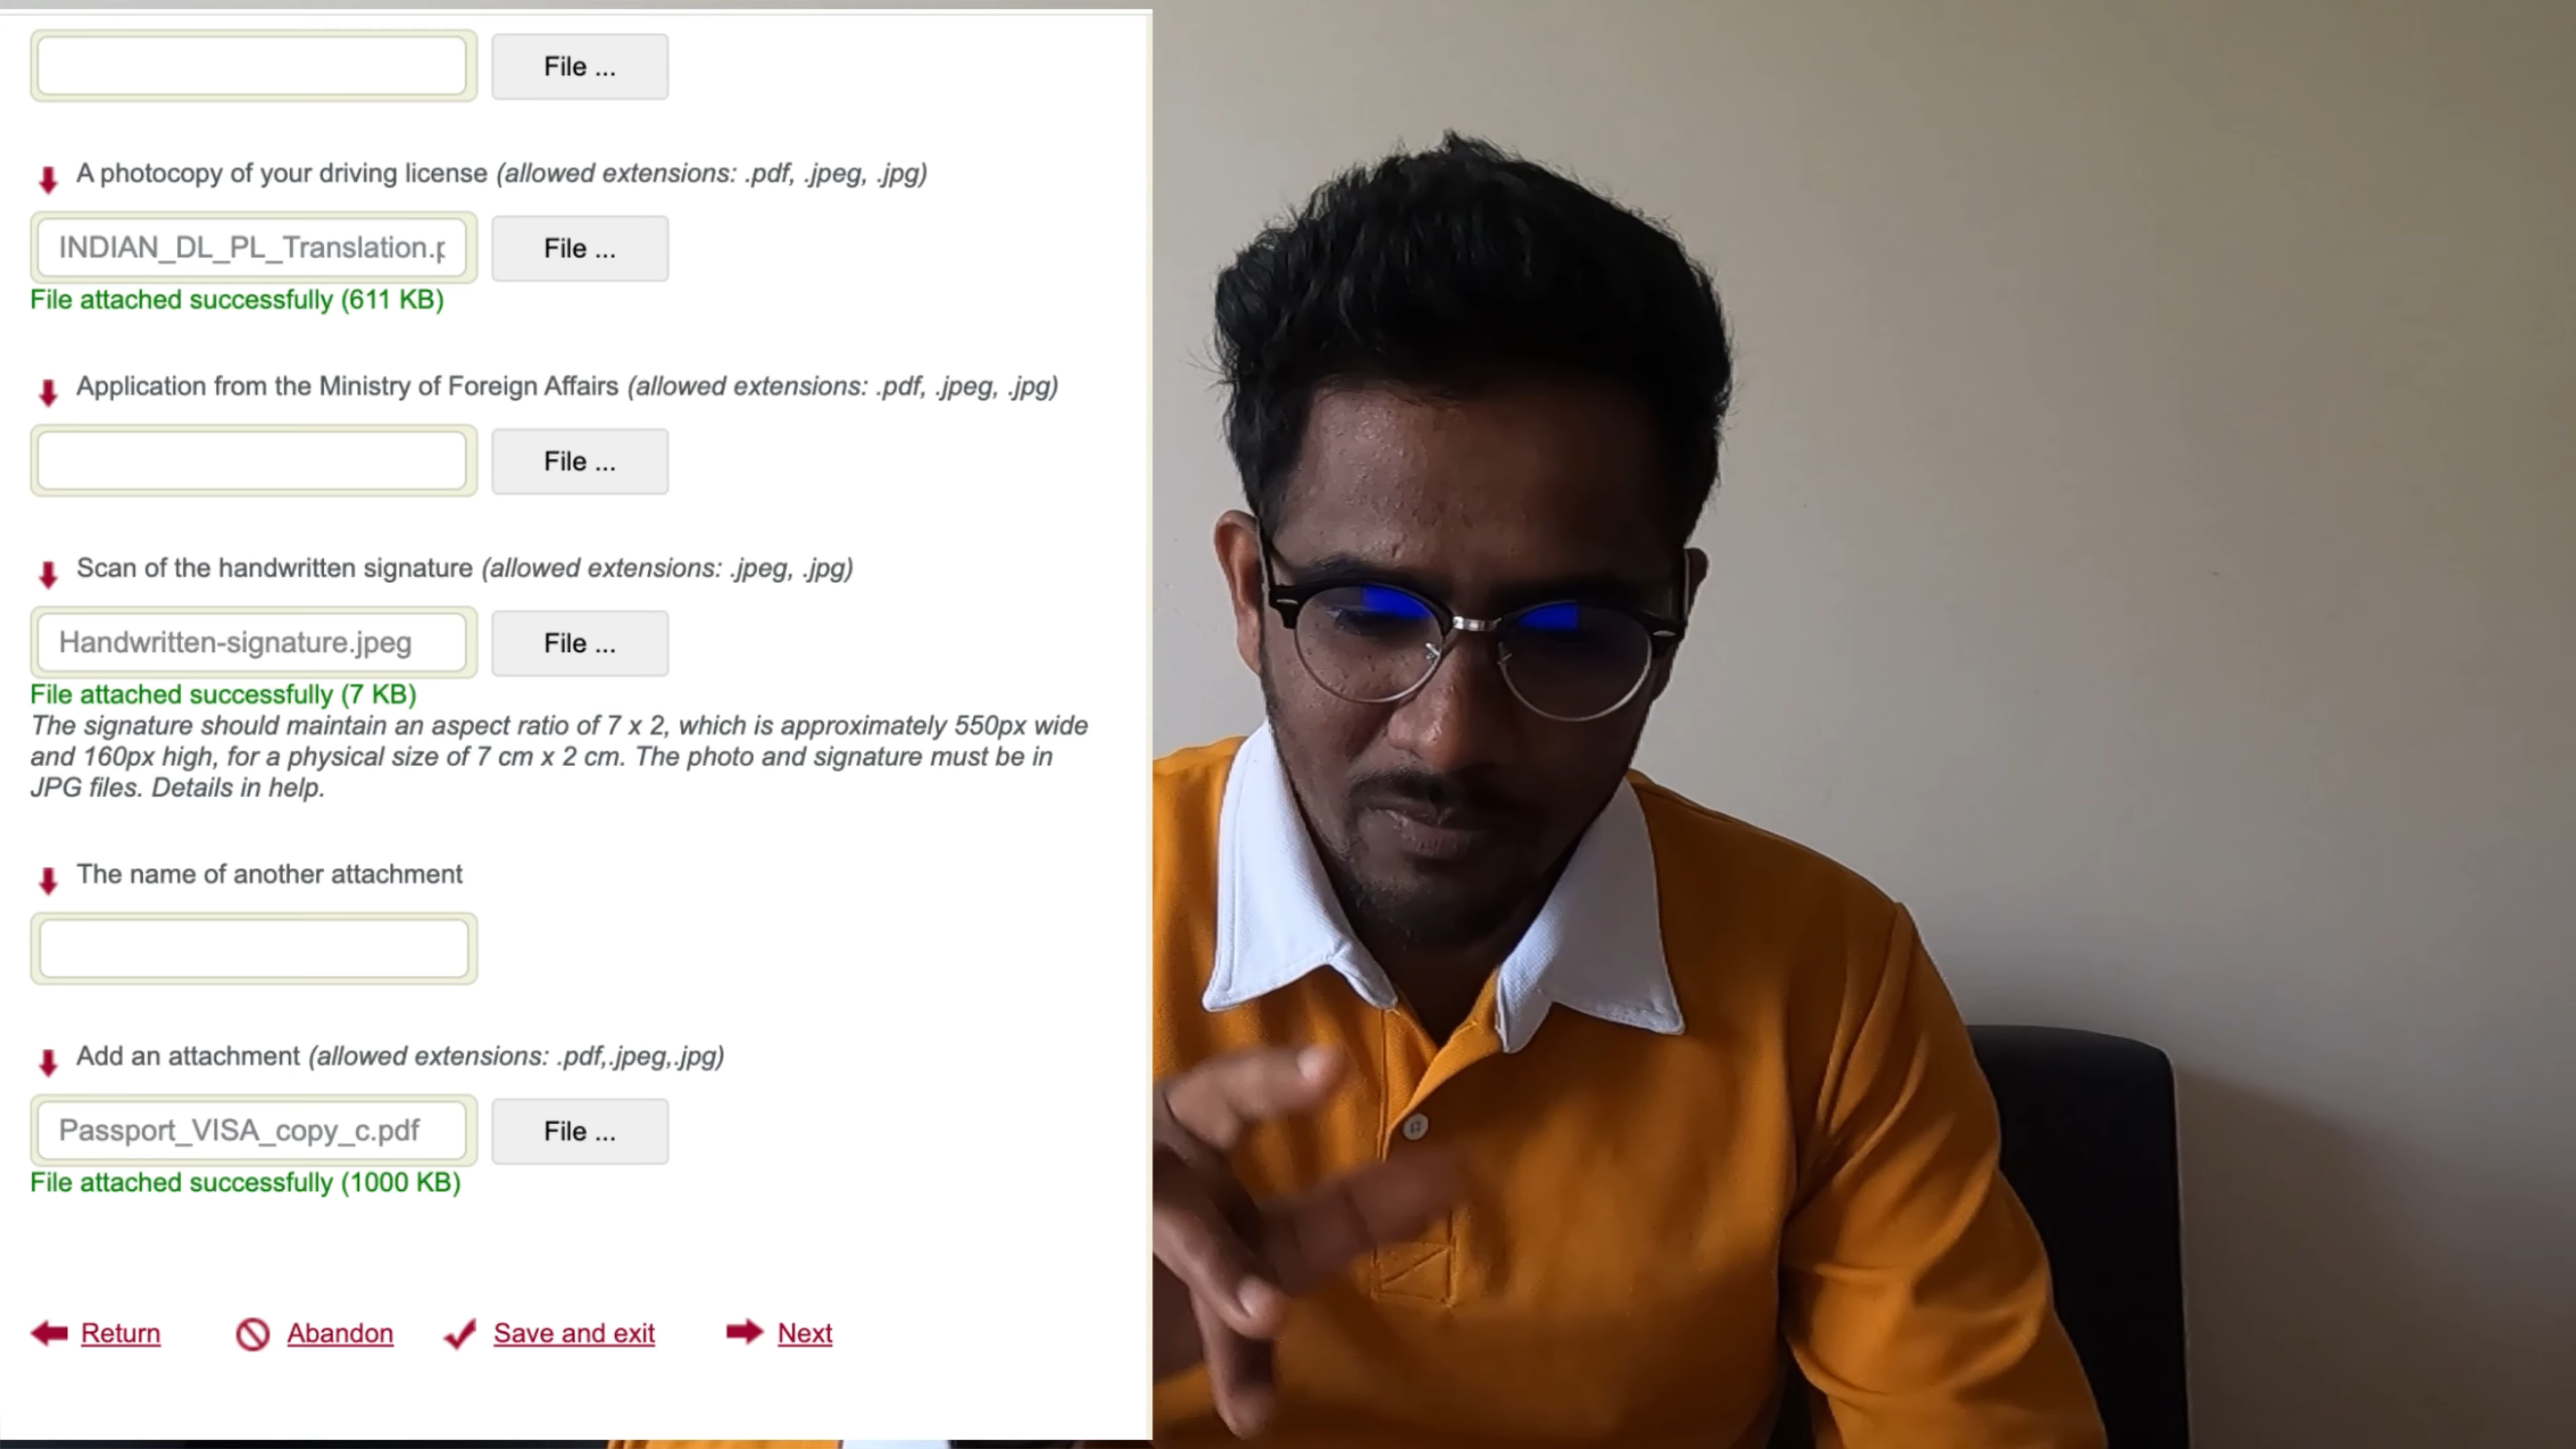 File ...
A photocopy of your driving license (allowed extensions: .pdf, .jpeg, .jpg)
INDIAN_DL_PL_Translation.p
File ...
File attached successfully (611 KB)
Application from the Ministry of Foreign Affairs (allowed extensions: .pdf, .jpeg, .jpg)
File ...
Scan of the handwritten signature (allowed extensions: .jpeg, .jpg)
Handwritten-signature.jpeg
File ...
File attached successfully (7 KB)
The signature should maintain an aspect ratio of 7 x 2, which is approximately 550px wide
and 160px high, for a physical size of 7 cm x 2 cm. The photo and signature must be in
JPG files. Details in help.
The name of another attachment
Add an attachment (allowed extensions: .pdf,.jpeg,.jpg)
Passport_VISA_copy_c.pdf
File ...
File attached successfully (1000 KB)
Return
Abandon
Save and exit
Next